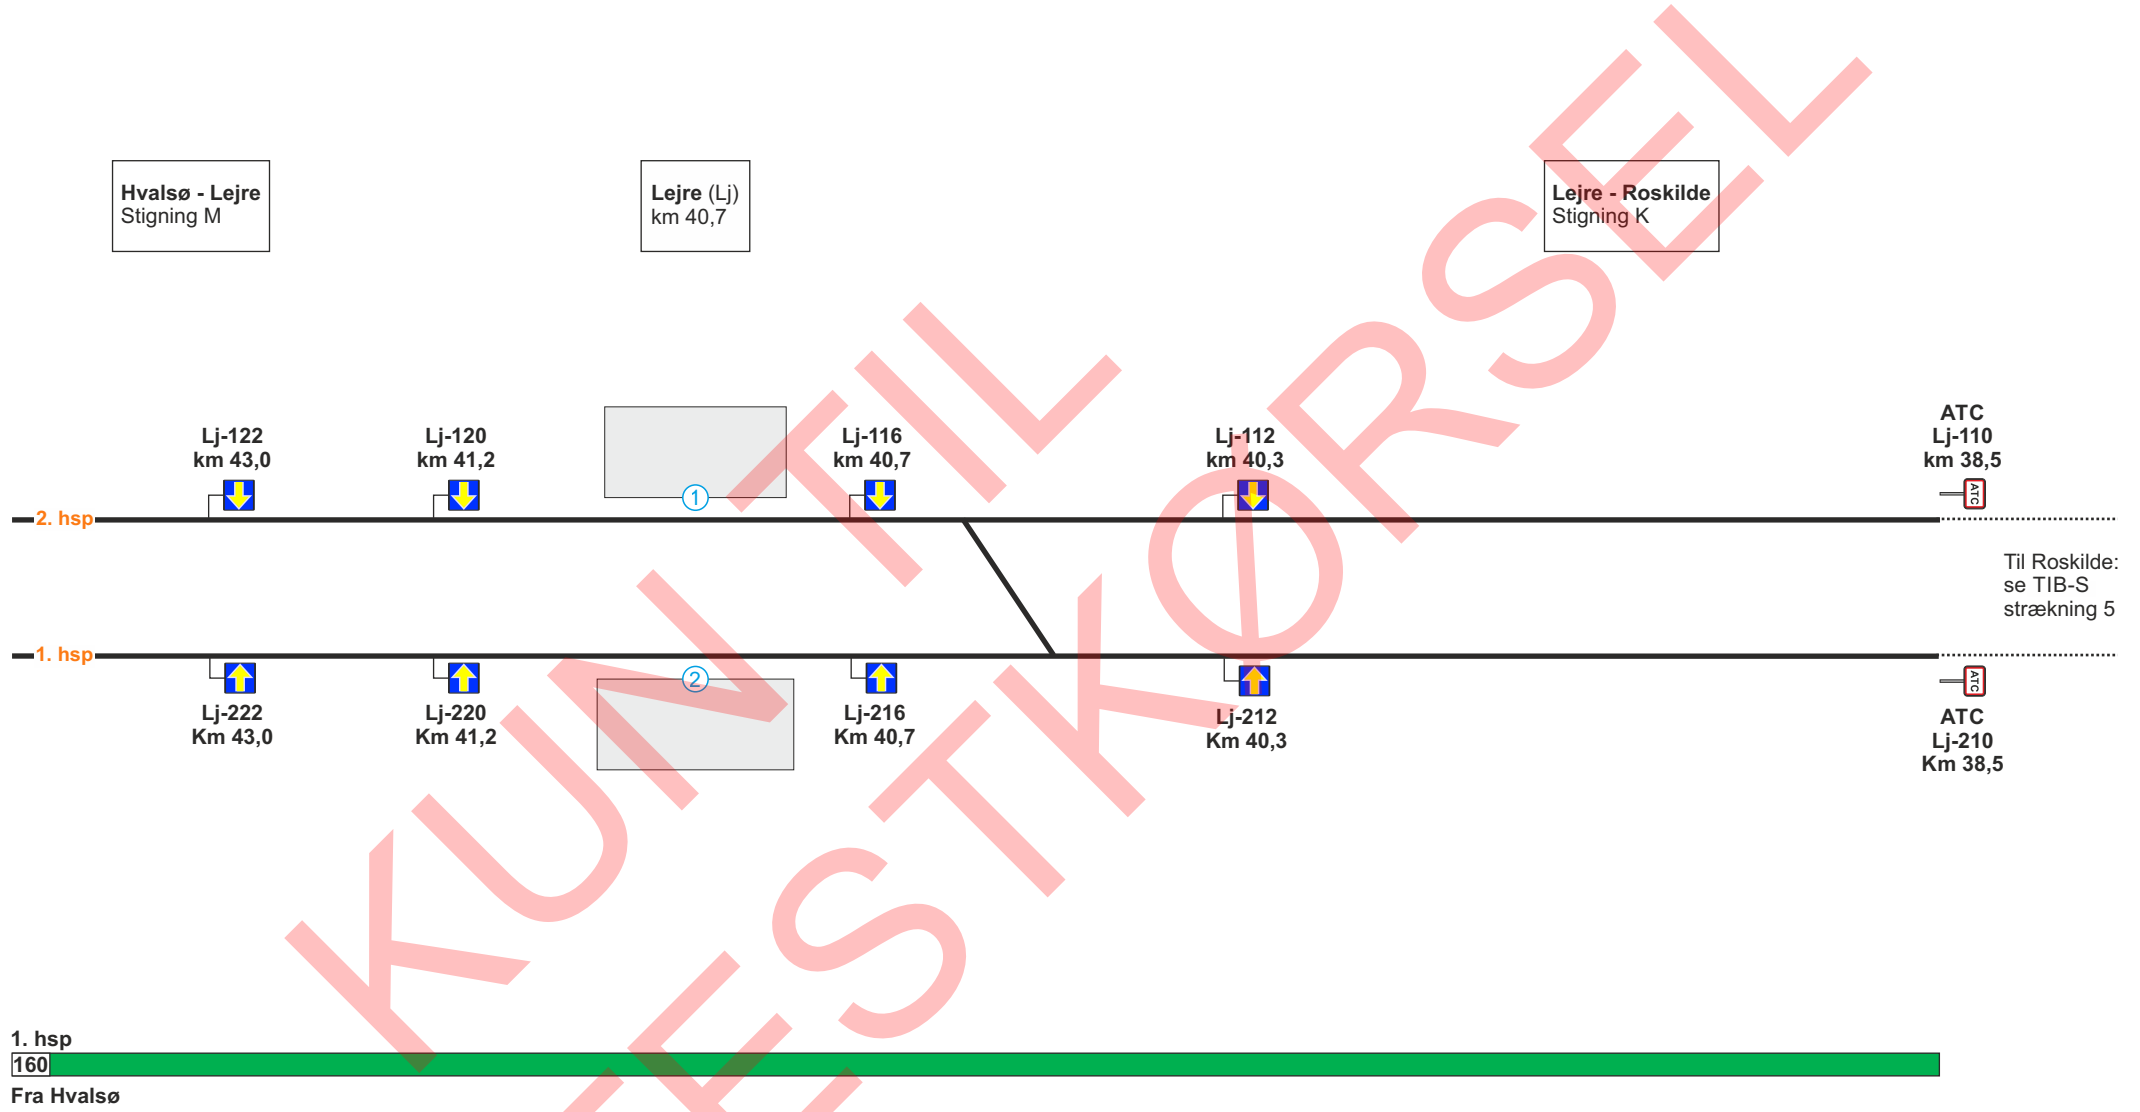 Hvalsø - Lejre
Stigning M
Lejre (Lj)
km 40,7
Lejre - Roskilde
Stigning K
Lj-122
km 43,0
Lj-120
km 41,2
Lj-116
km 40,7
Lj-112
km 40,3
ATC
Lj-110
km 38,5
ATC
1
2. hsp
Til Roskilde:
se TIB-S
strækning 5
1. hsp
2
ATC
Lj-222
Km 43,0
Lj-220
Km 41,2
Lj-216
Km 40,7
Lj-212
Km 40,3
ATC
Lj-210
Km 38,5
KUN TIL
TESTKØRSEL
1. hsp
160
Fra Hvalsø